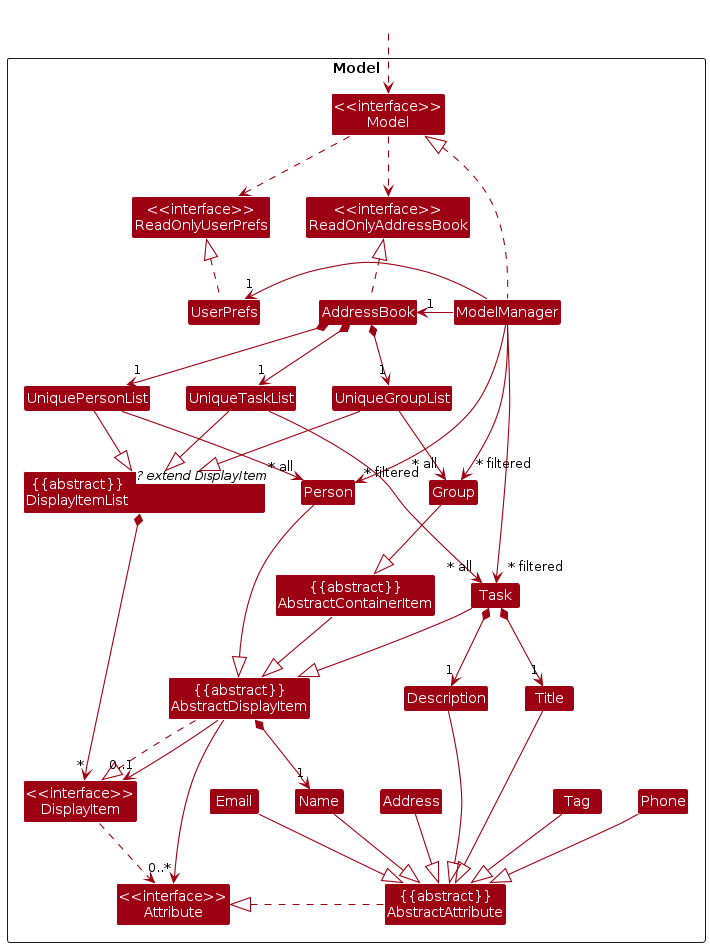 Model
<<interface>>
Model
<<interface>>
ReadOnlyUserPrefs
<<interface>>
ReadOnlyAddressBook
1
UserPrefs
AddressBook
1
ModelManager
1
1
1
UniquePersonList
UniqueTaskList
UniqueGroupList
{{abstract}}
DisplayItemList
? extend DisplayItem
* all
* filtered
* all
* filtered
Person
Group
* all
* filtered
{{abstract}}
AbstractContainerItem
Task
1
1
{{abstract}}
AbstractDisplayItem
Description
Title
*
0..1
1
<<interface>>
DisplayItem
Email
Name
Address
Tag
Phone
0..*
<<interface>>
Attribute
{{abstract}}
AbstractAttribute